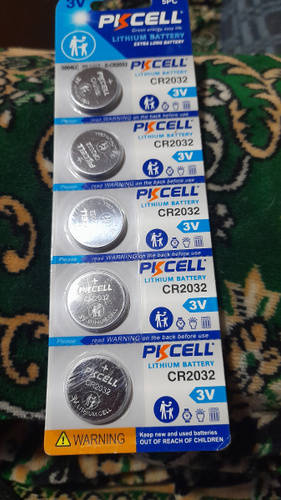 3V
5PC
PKCELL
Green energy easy life
LITHIUM BATTERY
EXTRA LONG BATTERY
PKCELL
LITHIUM BATTERY
CR2032
3V
Please read WARNING on the back before use
PKCELL
LITHIUM BATTERY
CR2032
3V
Please read WARNING on the back before use
PKCELL
LITHIUM BATTERY
CR2032
3V
Please read WARNING on the back before use
+
PKCELL
CR2032
PKCELL
LITHIUM BATTERY
CR2032
3V
Please read WARNING on the back before use
+
PKCELL
CR2032
PKCELL
LITHIUM BATTERY
CR2032
3V
WARNING
Keep new and used batteries
OUT OF REACH OF CHILDREN